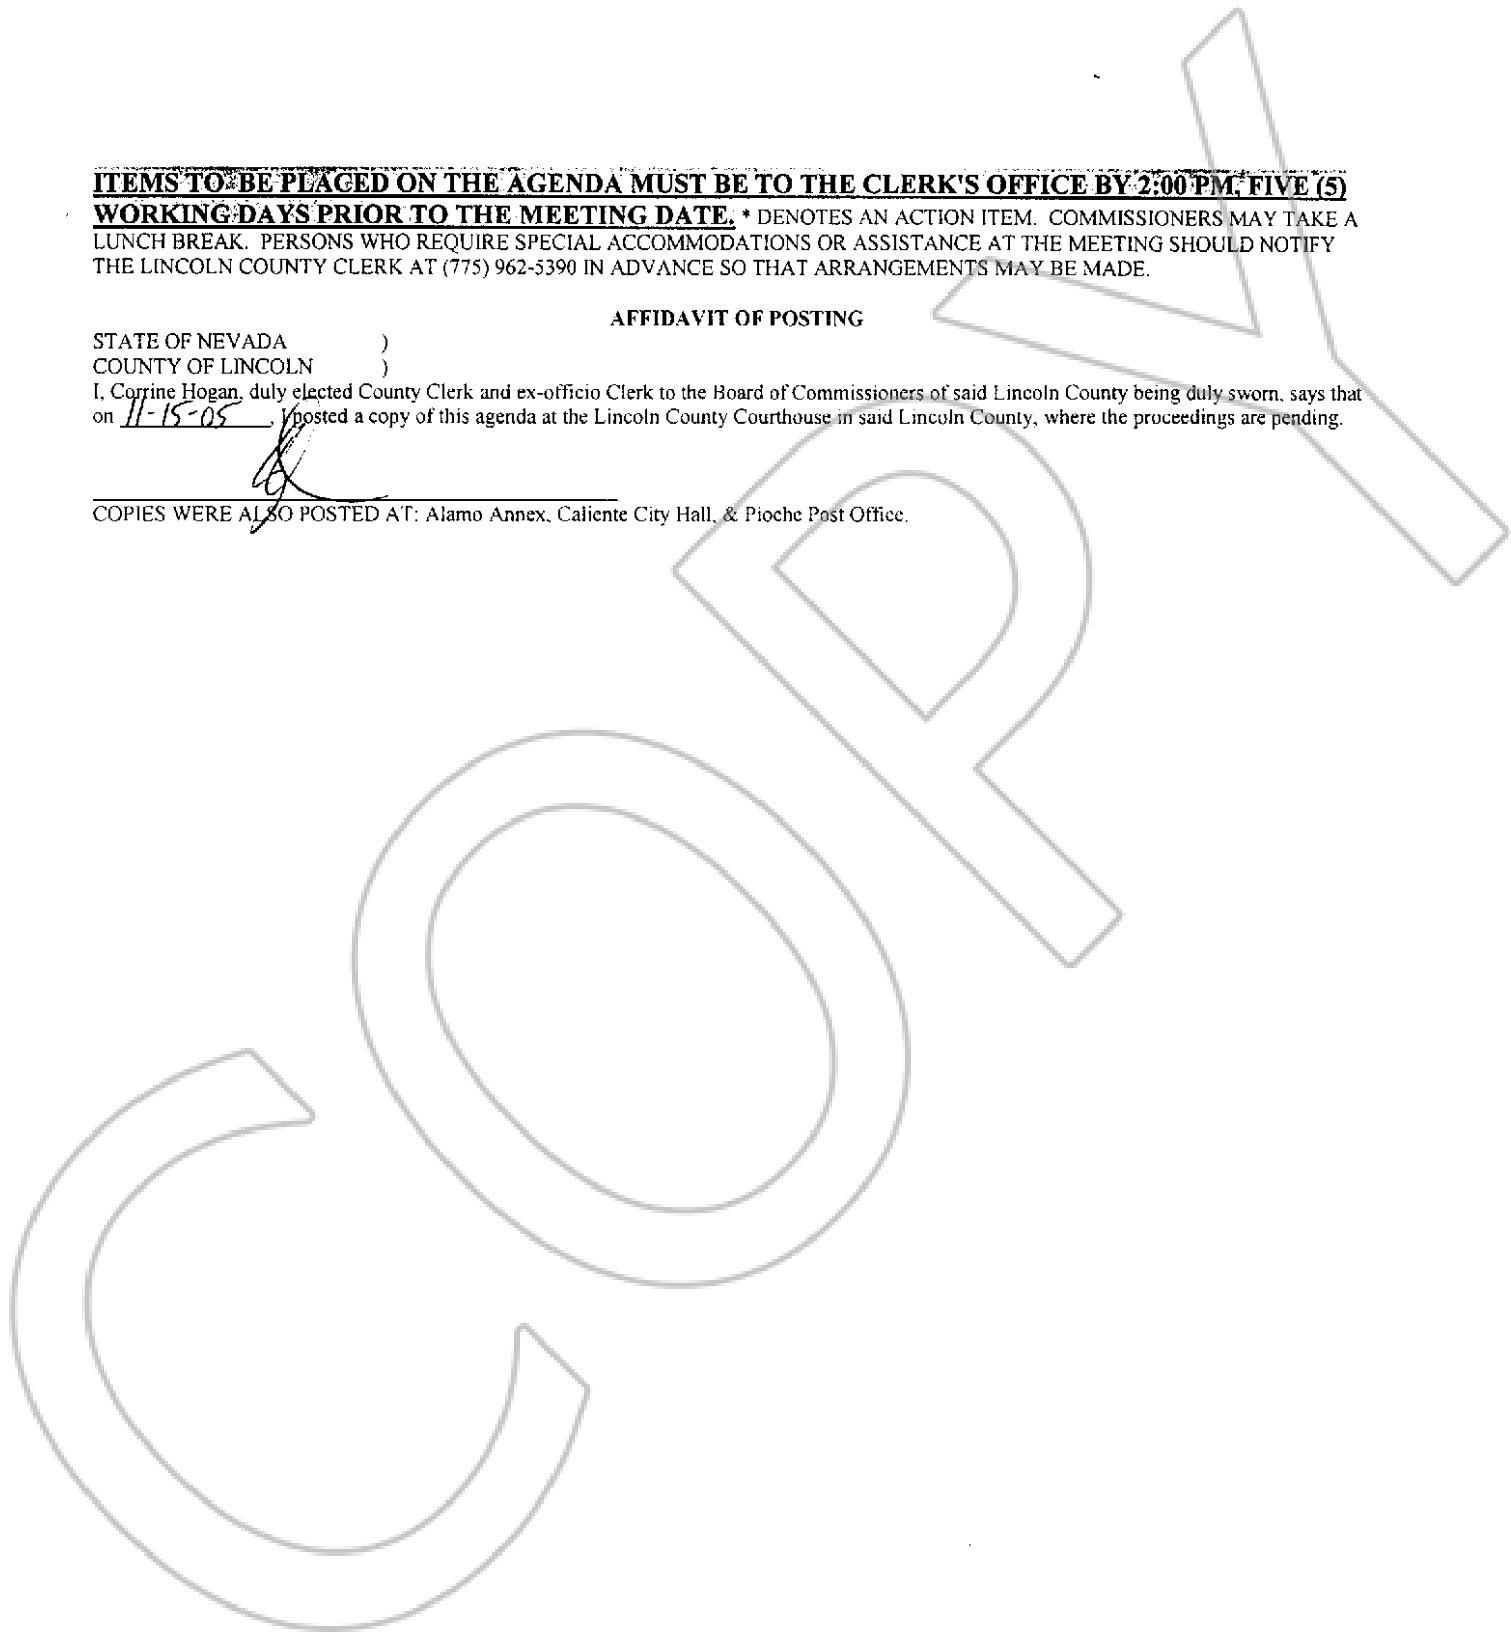 ITEMS TO BE PLACED ON THE AGENDA MUST BE TO THE CLERK'S OFFICE BY 2:00 PM, FIVE (5)
WORKING DAYS PRIOR TO THE MEETING DATE. * DENOTES AN ACTION ITEM. COMMISSIONERS MAY TAKE A
LUNCH BREAK. PERSONS WHO REQUIRE SPECIAL ACCOMMODATIONS OR ASSISTANCE AT THE MEETING SHOULD NOTIFY
THE LINCOLN COUNTY CLERK AT (775) 962-5390 IN ADVANCE SO THAT ARRANGEMENTS MAY BE MADE.
AFFIDAVIT OF POSTING
STATE OF NEVADA )
COUNTY OF LINCOLN )
I, Corrine Hogan, duly elected County Clerk and ex-officio Clerk to the Board of Commissioners of said Lincoln County being duly sworn, says that
on 11-15-05, I posted a copy of this agenda at the Lincoln County Courthouse in said Lincoln County, where the proceedings are pending.
COPIES WERE ALSO POSTED AT: Alamo Annex, Caliente City Hall, & Pioche Post Office.
COPY